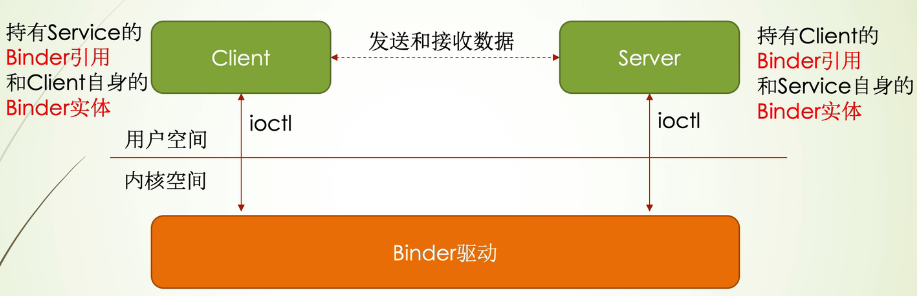 持有Service的
Binder引用
和Client自身的
Binder实体
Client
发送和接收数据
Server
持有Client的
Binder引用
和Service自身的
Binder实体
ioctl
ioctl
用户空间
内核空间
Binder驱动